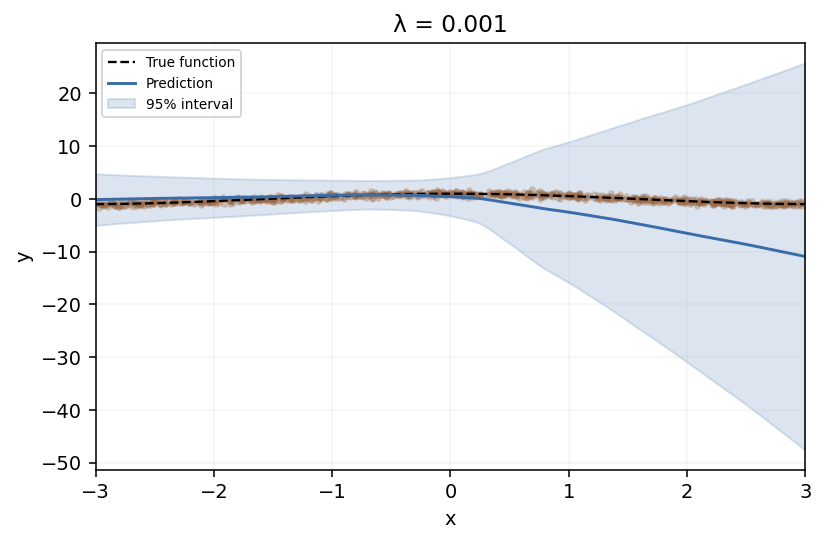 λ = 0.001
True function
Prediction
95% interval
20
10
0
−10
−20
−30
−40
−50
y
−3 −2 −1 0 1 2 3
x